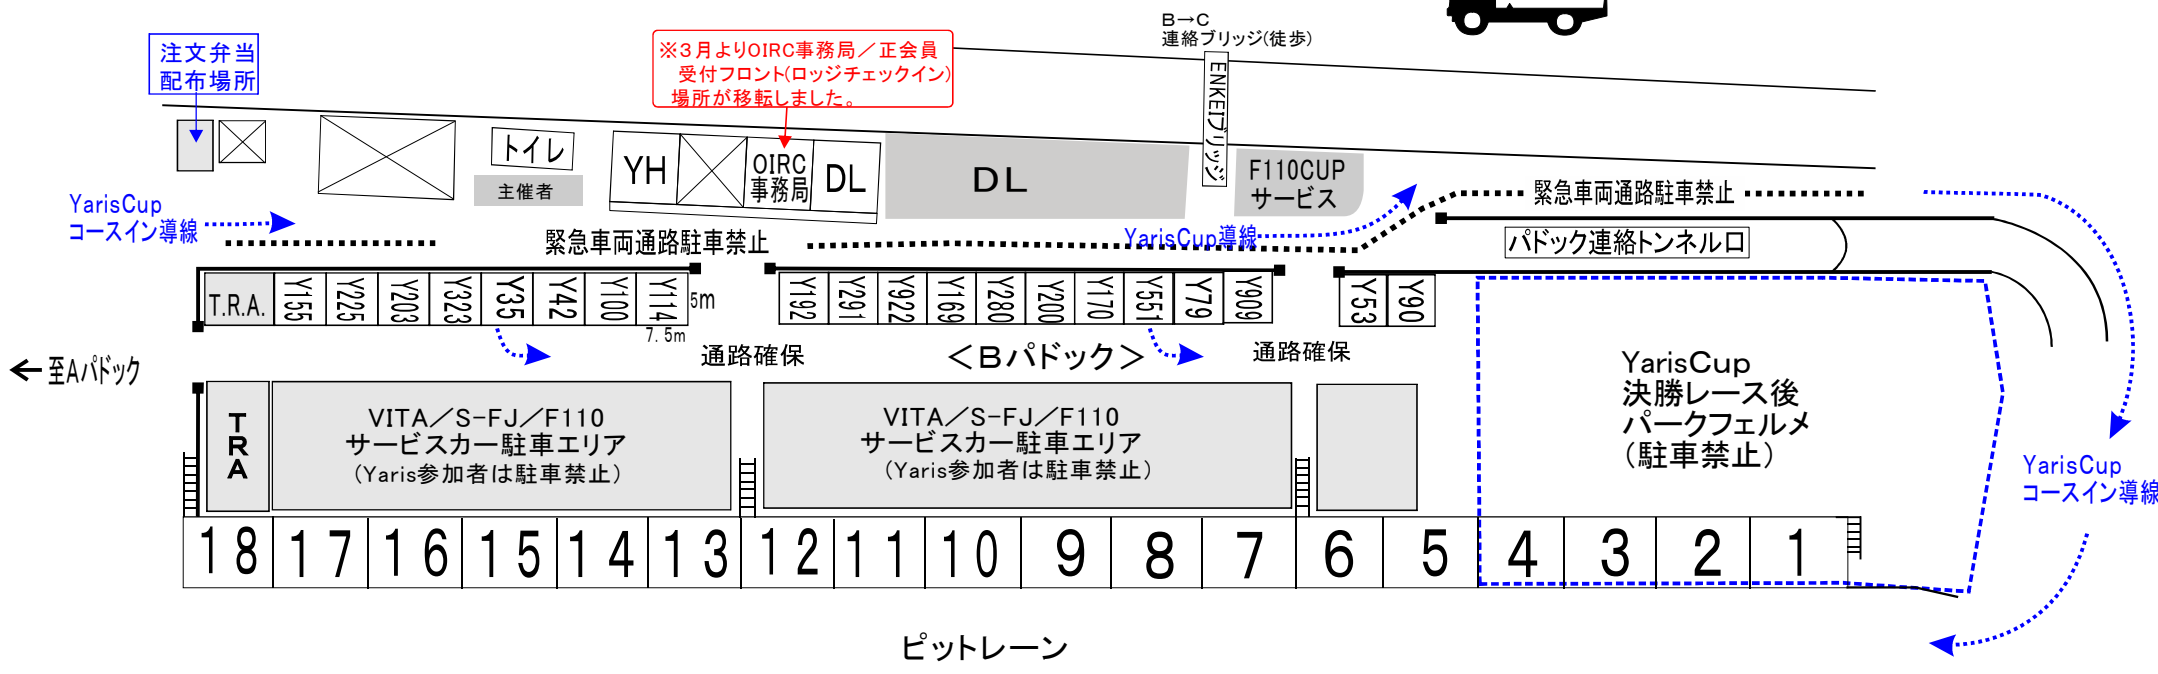 B→C
連絡ブリッジ(徒歩)
注文弁当
配布場所
※3月よりOIRC事務局／正会員
受付フロント(ロッジチェックイン)
場所が移転しました。
ENKEIブリッジ
トイレ
主催者
YH
OIRC
事務局
DL
DL
F110CUP
サービス
緊急車両通路駐車禁止
YarisCup
コースイン導線
緊急車両通路駐車禁止
YarisCup導線
パドック連絡トンネル口
T.R.A.
Y155
Y225
Y203
Y323
Y35
Y42
Y100
Y114
5m
7.5m
Y192
Y291
Y922
Y169
Y280
Y200
Y170
Y551
Y79
Y909
Y53
Y90
通路確保
＜Bパドック＞
通路確保
←至Aパドック
YarisCup
決勝レース後
パークフェルメ
(駐車禁止)
TRA
VITA／S-FJ／F110
サービスカー駐車エリア
(Yaris参加者は駐車禁止)
VITA／S-FJ／F110
サービスカー駐車エリア
(Yaris参加者は駐車禁止)
YarisCup
コースイン導線
18
17
16
15
14
13
12
11
10
9
8
7
6
5
4
3
2
1
ピットレーン